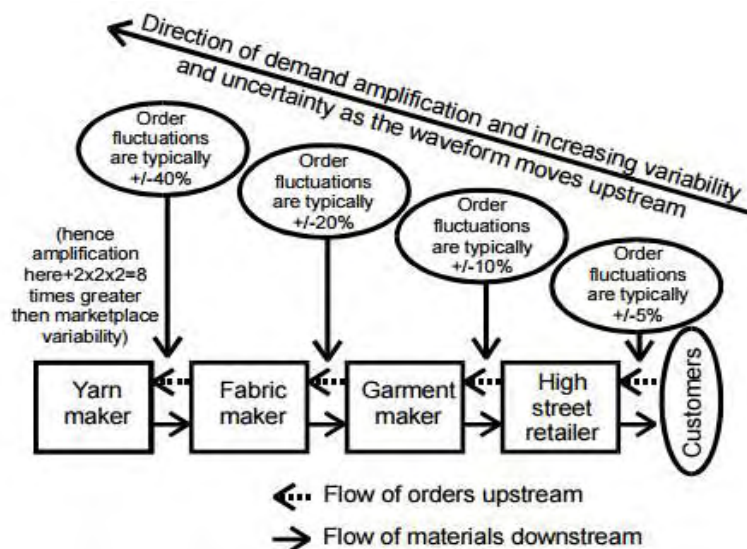 Direction of demand amplification and increasing variability
and uncertainty as the waveform moves upstream
Order
fluctuations
are typically
+/-40%
Order
fluctuations
are typically
+/-20%
Order
fluctuations
are typically
+/-10%
Order
fluctuations
are typically
+/-5%
(hence
amplification
here+2x2x2=8
times greater
then marketplace
variability)
Yarn
maker
Fabric
maker
Garment
maker
High
street
retailer
Customers
Flow of orders upstream
Flow of materials downstream